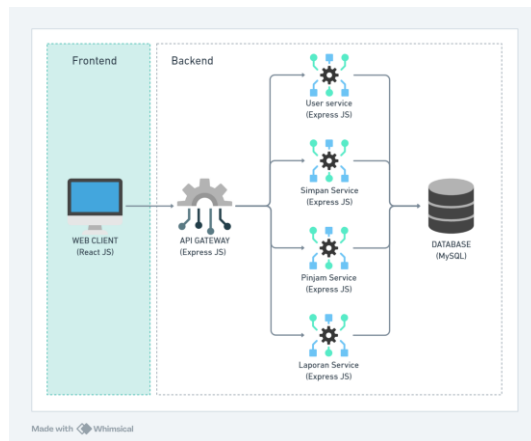 Frontend
Backend
User service
(Express JS)
Simpan Service
(Express JS)
WEB CLIENT
(React JS)
API GATEWAY
(Express JS)
DATABASE
(MySQL)
Pinjam Service
(Express JS)
Laporan Service
(Express JS)
Made with Whimsical